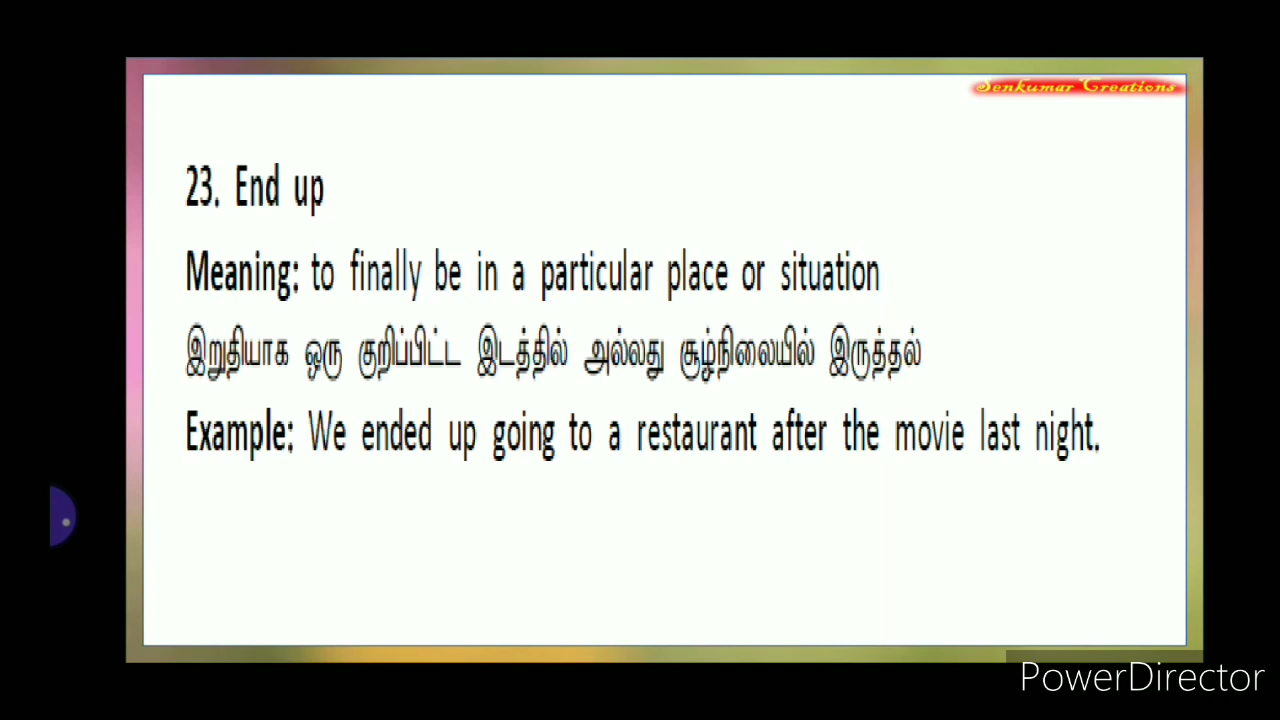 Senkumar Creations
23. End up
Meaning: to finally be in a particular place or situation
இறுதியாக ஒரு குறிப்பிட்ட இடத்தில் அல்லது சூழ்நிலையில் இருத்தல்
Example: We ended up going to a restaurant after the movie last night.
PowerDirector